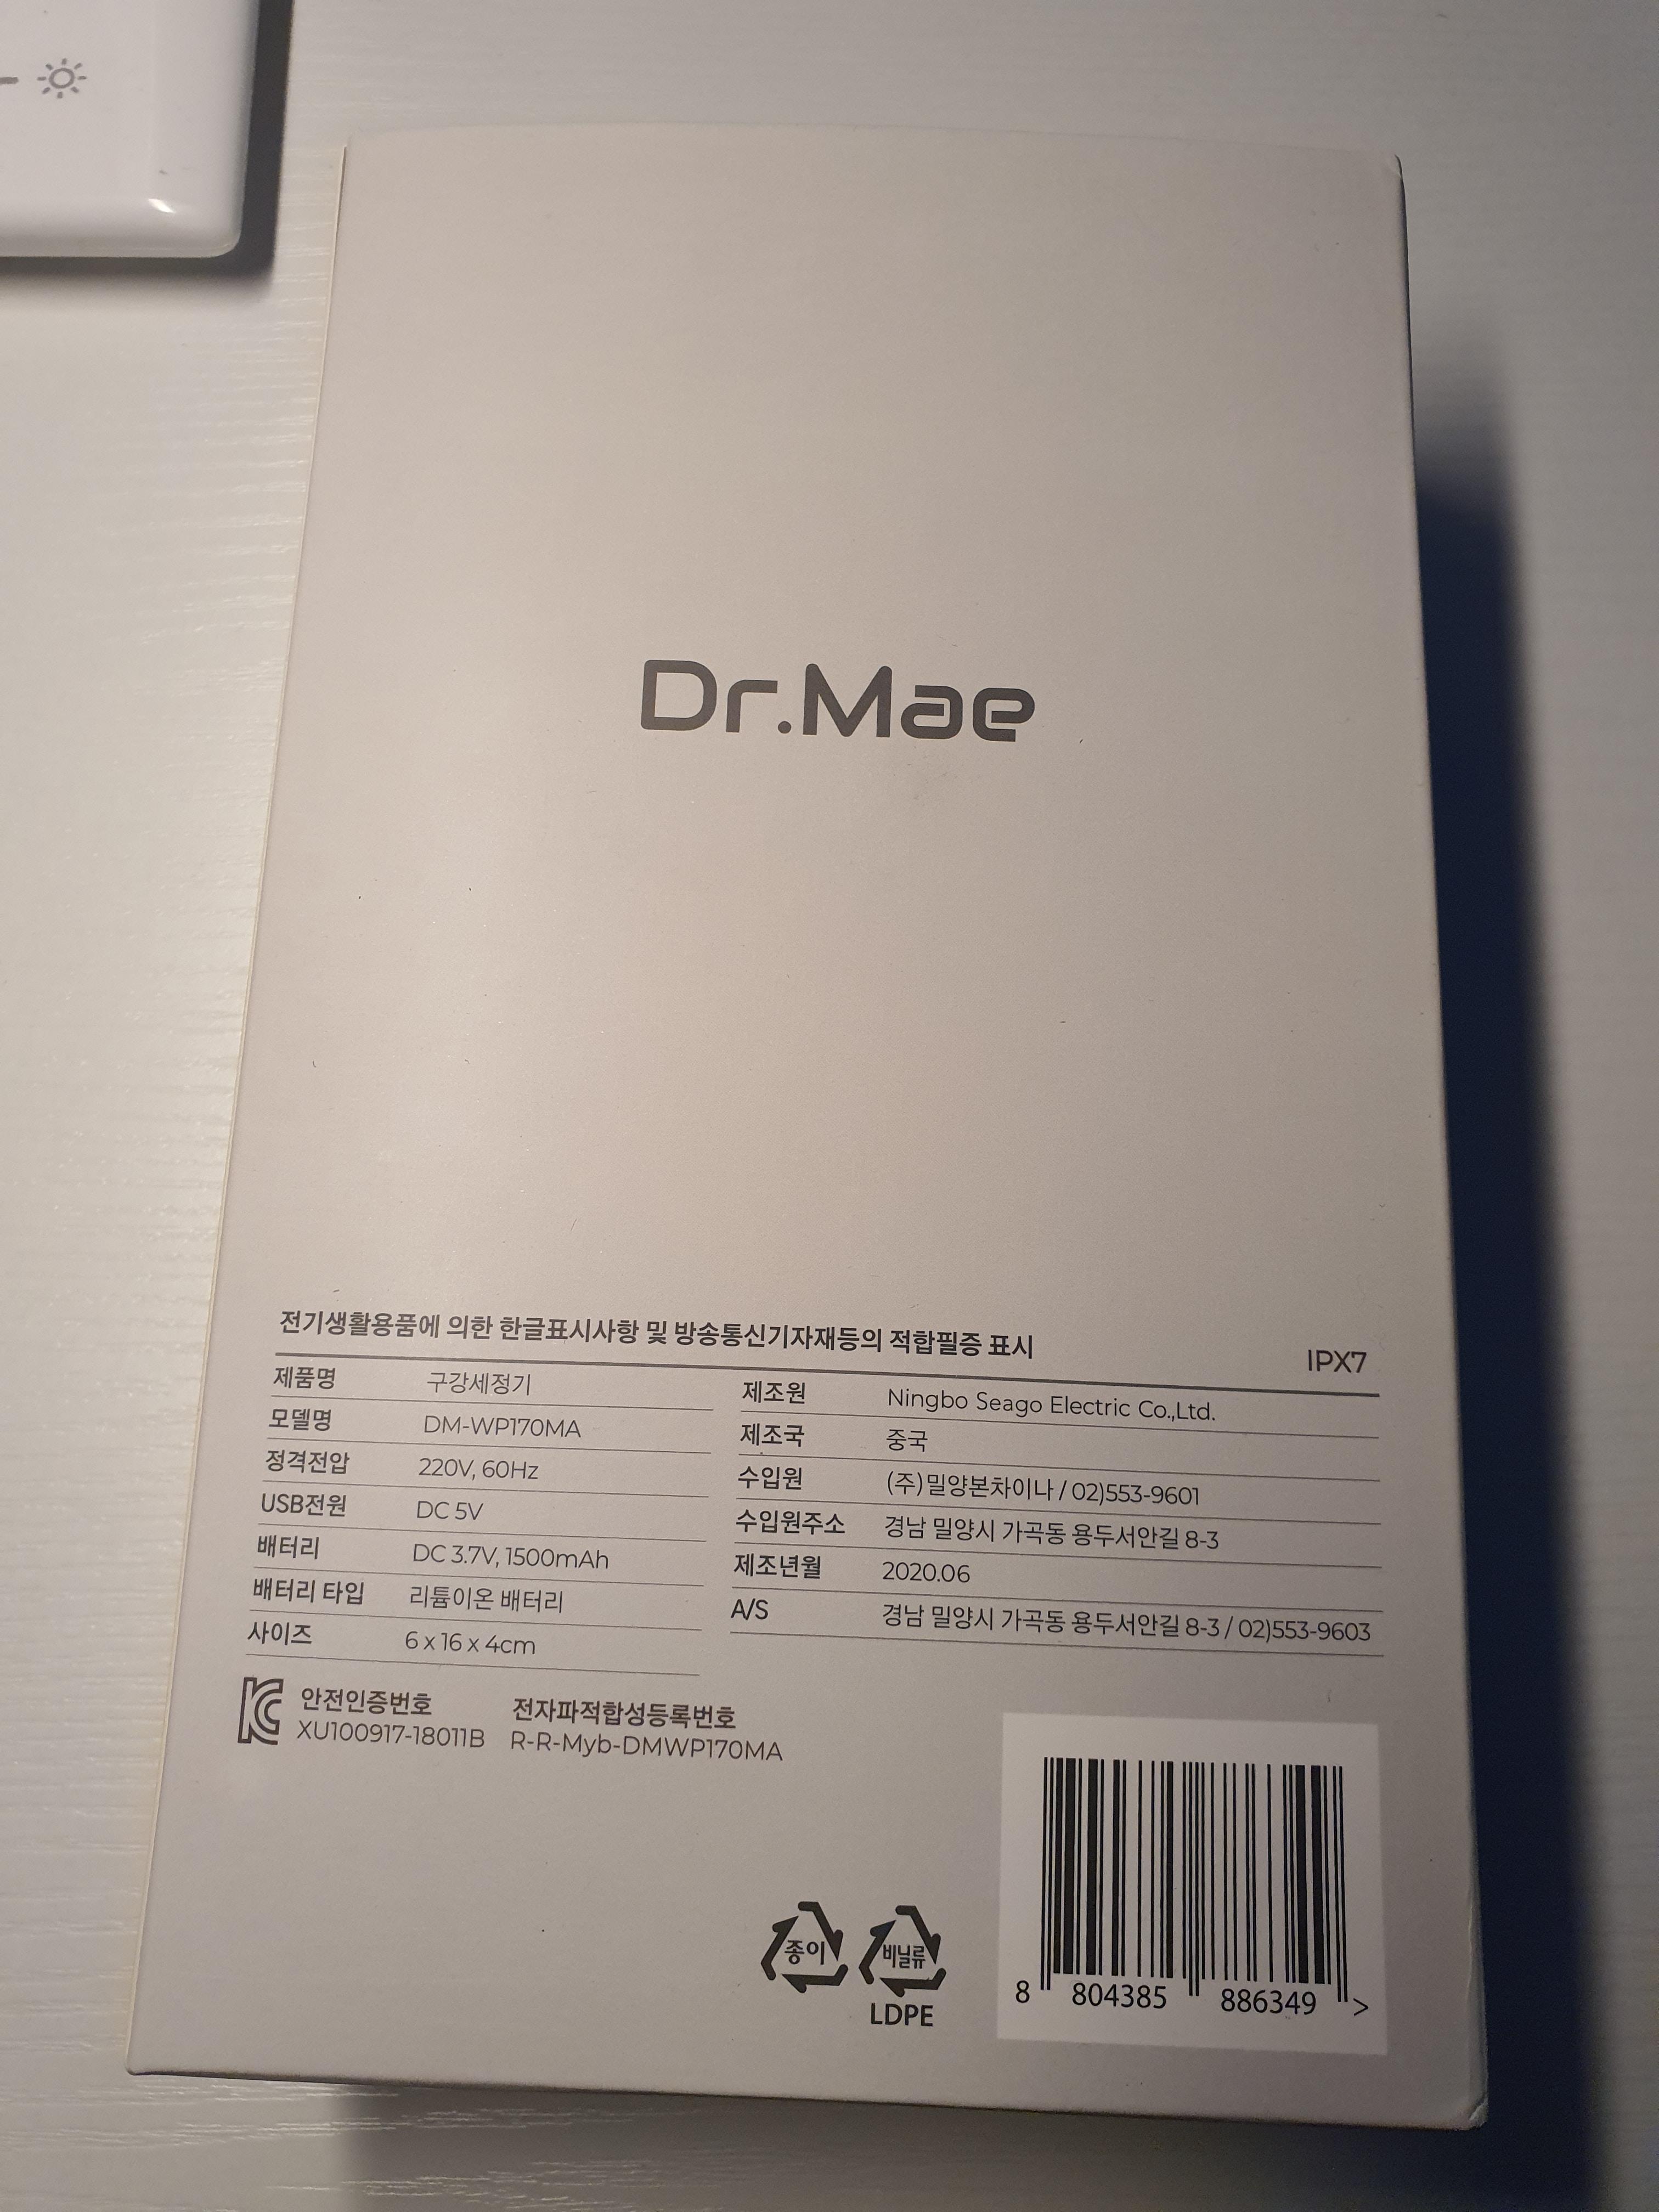 Dr.Mae
전기생활용품에 의한 한글표시사항 및 방송통신기자재등의 적합필증 표시
IPX7
제품명 구강세정기
모델명 DM-WP170MA
정격전압 220V, 60Hz
USB전원 DC 5V
배터리 DC 3.7V, 1500mAh
배터리 타입 리튬이온 배터리
사이즈 6 x 16 x 4cm
제조원 Ningbo Seago Electric Co.,Ltd.
제조국 중국
수입원 (주)밀양본차이나 / 02)553-9601
수입원주소 경남 밀양시 가곡동 용두서안길 8-3
제조년월 2020.06
A/S 경남 밀양시 가곡동 용두서안길 8-3 / 02)553-9603
안전인증번호
XU100917-18011B
전자파적합성등록번호
R-R-Myb-DMWP170MA
종이
비닐류
LDPE
8 804385 886349 >